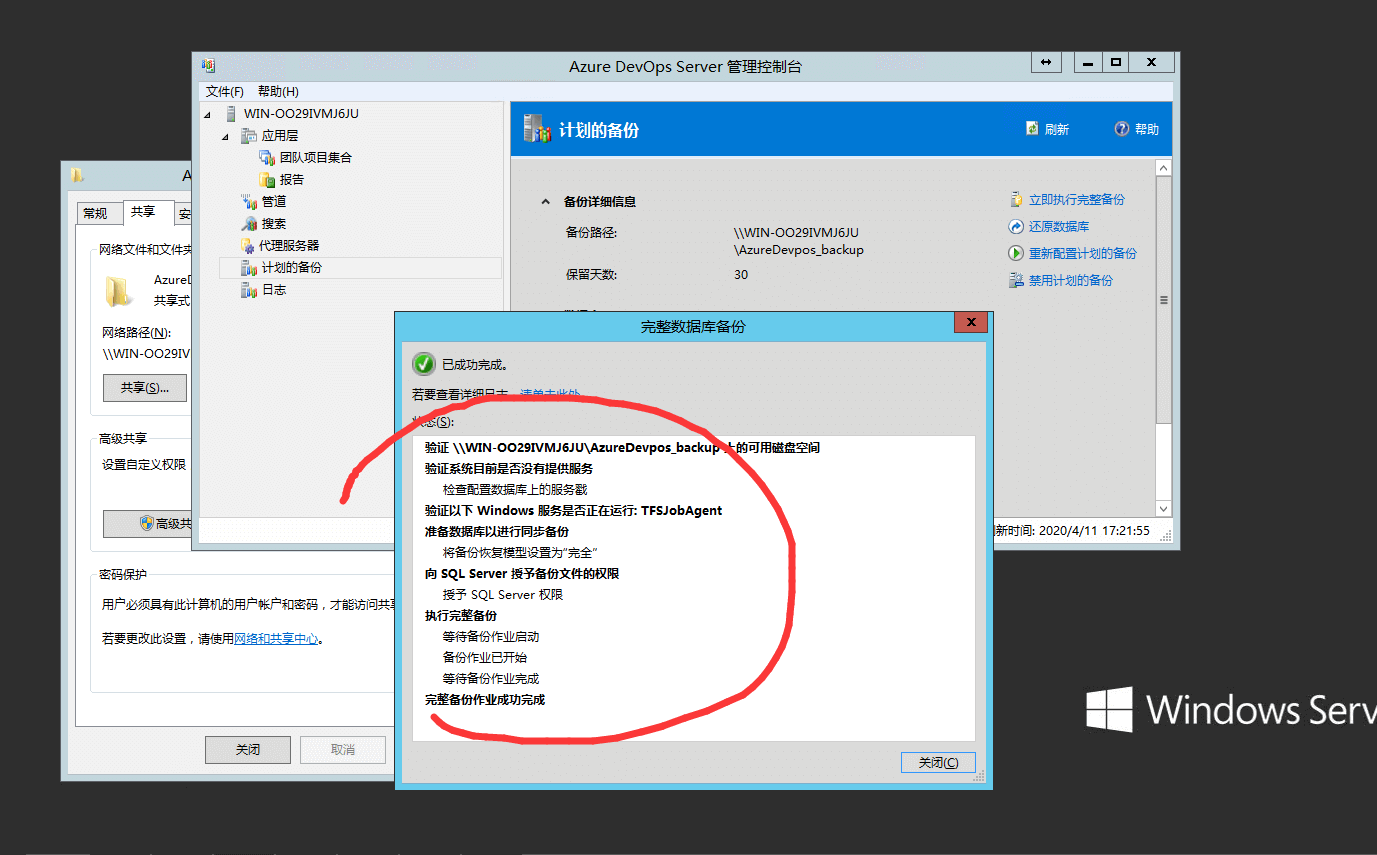 Azure DevOps Server 管理控制台
文件(F) 帮助(H)
WIN-OO29IVMJ6JU
应用层
团队项目集合
报告
管道
搜索
代理服务器
计划的备份
日志
计划的备份
刷新
帮助
备份详细信息
备份路径:
\\WIN-OO29IVMJ6JU
\AzureDevpos_backup
保留天数:
30
立即执行完整备份
还原数据库
重新配置计划的备份
禁用计划的备份
新时间: 2020/4/11 17:21:55
A
常规
共享
安
网络文件和文件夹
AzureD
共享式
网络路径(N):
\\WIN-OO29IV
共享(S)...
高级共享
设置自定义权限
高级共
密码保护
用户必须具有此计算机的用户帐户和密码，才能访问共享
若要更改此设置，请使用网络和共享中心。
关闭
取消
完整数据库备份
已成功完成。
若要查看详细日志，请单击此处。
状态(S):
验证 \\WIN-OO29IVMJ6JU\AzureDevpos_backup 上的可用磁盘空间
验证系统目前是否没有提供服务
检查配置数据库上的服务戳
验证以下 Windows 服务是否正在运行: TFSJobAgent
准备数据库以进行同步备份
将备份恢复模型设置为“完全”
向 SQL Server 授予备份文件的权限
授予 SQL Server 权限
执行完整备份
等待备份作业启动
备份作业已开始
等待备份作业完成
完整备份作业成功完成
关闭(C)
Windows Serv